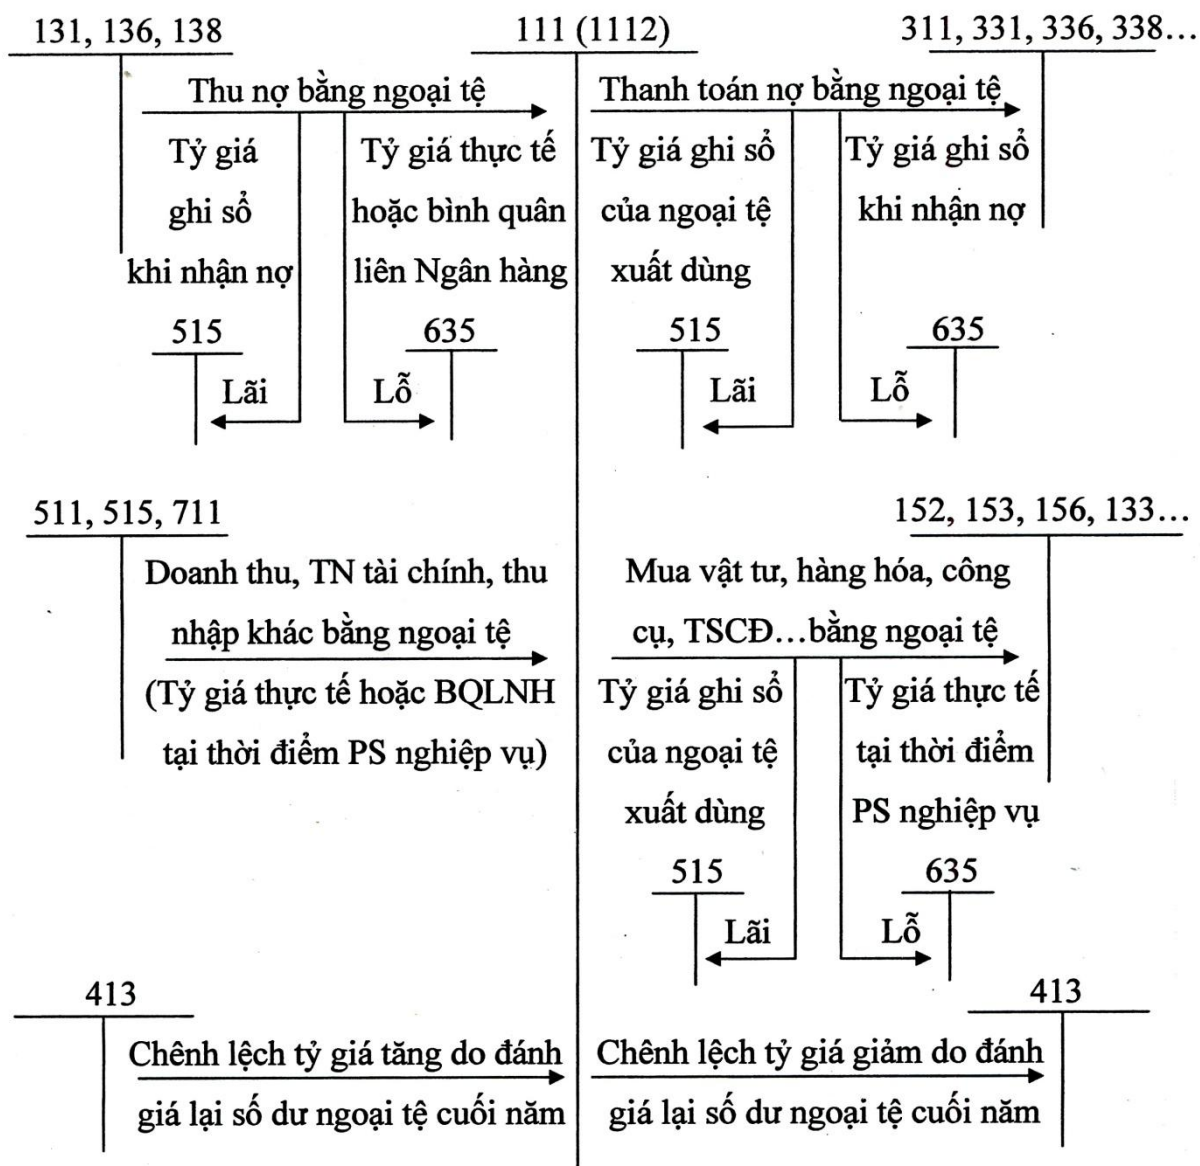 131, 136, 138
111 (1112)
311, 331, 336, 338…
Thu nợ bằng ngoại tệ
Tỷ giá
ghi sổ
khi nhận nợ
Tỷ giá thực tế
hoặc bình quân
liên Ngân hàng
515
Lãi
635
Lỗ
Thanh toán nợ bằng ngoại tệ
Tỷ giá ghi sổ
của ngoại tệ
xuất dùng
Tỷ giá ghi sổ
khi nhận nợ
515
Lãi
635
Lỗ
511, 515, 711
Doanh thu, TN tài chính, thu
nhập khác bằng ngoại tệ
(Tỷ giá thực tế hoặc BQLNH
tại thời điểm PS nghiệp vụ)
152, 153, 156, 133…
Mua vật tư, hàng hóa, công
cụ, TSCĐ…bằng ngoại tệ
Tỷ giá ghi sổ
của ngoại tệ
xuất dùng
Tỷ giá thực tế
tại thời điểm
PS nghiệp vụ
515
Lãi
635
Lỗ
413
Chênh lệch tỷ giá tăng do đánh
giá lại số dư ngoại tệ cuối năm
413
Chênh lệch tỷ giá giảm do đánh
giá lại số dư ngoại tệ cuối năm